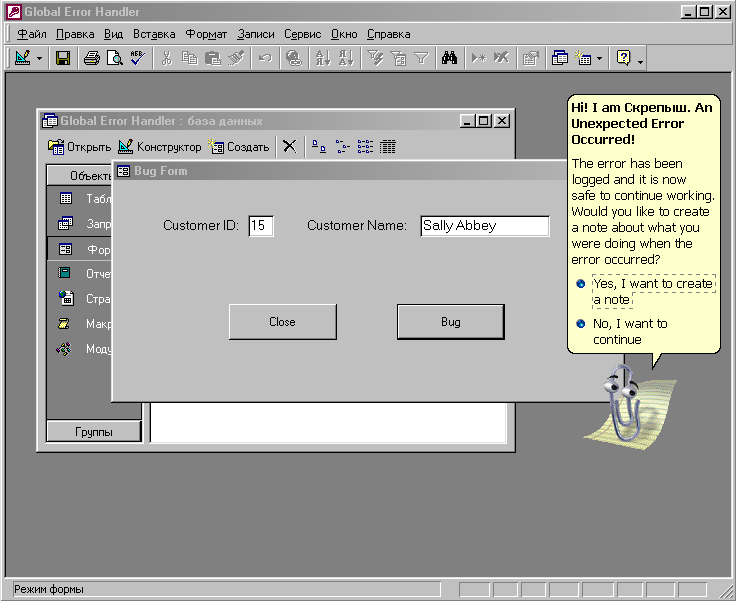 Global Error Handler
Файл Правка Вид Вставка Формат Записи Сервис Окно Справка
Global Error Handler : база данных
Открыть Конструктор Создать
Объекты
Табл
Запр
Фор
Отче
Стра
Макр
Моду
Группы
Bug Form
Customer ID: 15 Customer Name: Sally Abbey
Close Bug
Hi! I am Скрепыш. An
Unexpected Error
Occurred!
The error has been
logged and it is now
safe to continue working.
Would you like to create
a note about what you
were doing when the
error occurred?
Yes, I want to create
a note
No, I want to
continue
Режим формы